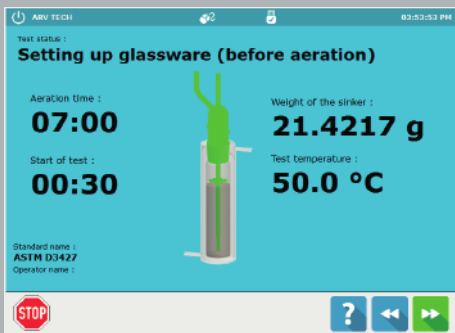 ARV TECH
03:53:53 PM
Test status :
Setting up glassware (before aeration)
Aeration time :
07:00
Weight of the sinker :
21.4217 g
Start of test :
00:30
Test temperature :
50.0 °C
Standard name :
ASTM D3427
Operator name :
STOP
?